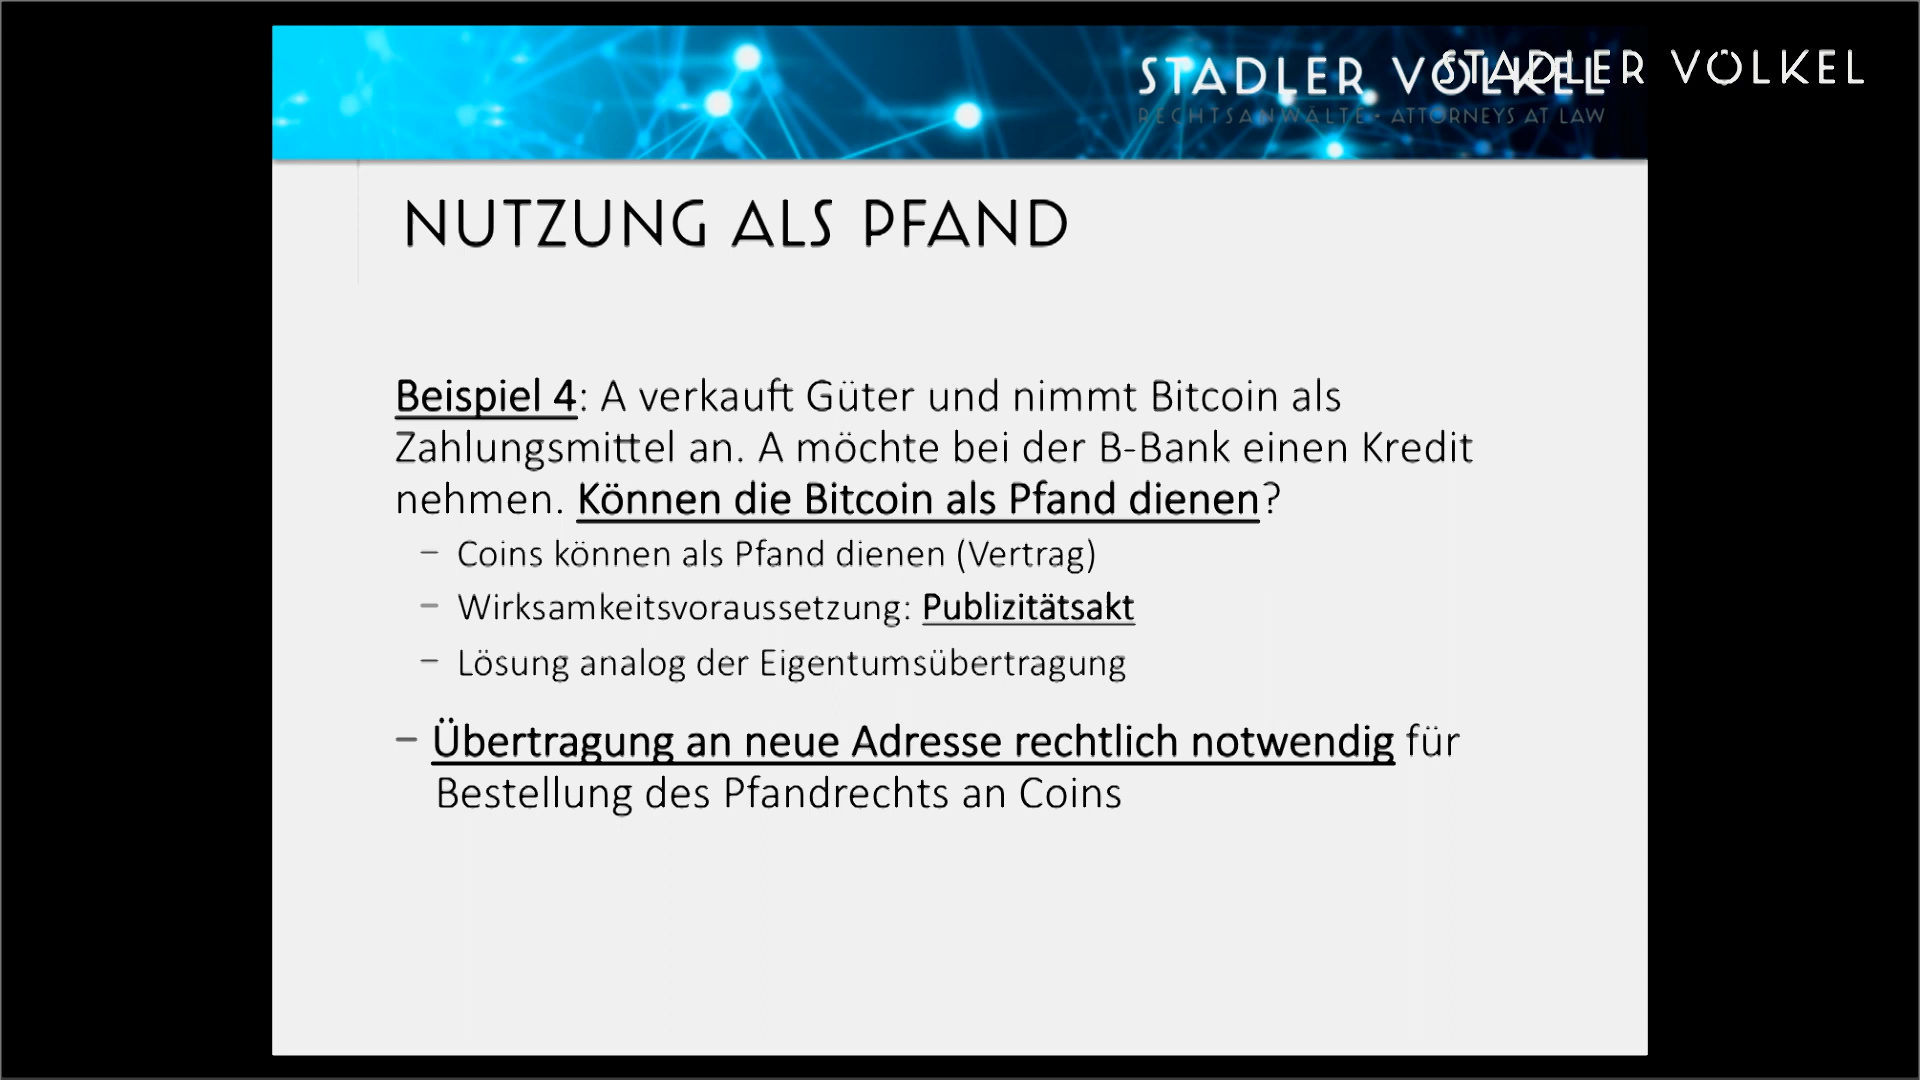 STADLER VÖLKEL
RECHTSANWÄLTE · ATTORNEYS AT LAW
STADLER VÖLKEL
NUTZUNG ALS PFAND
Beispiel 4: A verkauft Güter und nimmt Bitcoin als
Zahlungsmittel an. A möchte bei der B-Bank einen Kredit
nehmen. Können die Bitcoin als Pfand dienen?
– Coins können als Pfand dienen (Vertrag)
– Wirksamkeitsvoraussetzung: Publizitätsakt
– Lösung analog der Eigentumsübertragung
– Übertragung an neue Adresse rechtlich notwendig für
Bestellung des Pfandrechts an Coins